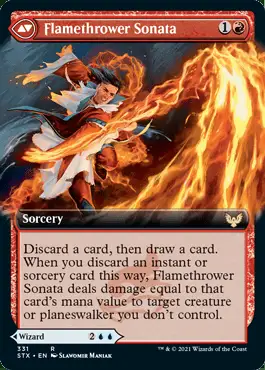 Flamethrower Sonata 1
Sorcery
Discard a card, then draw a card.
When you discard an instant or
sorcery card this way, Flamethrower
Sonata deals damage equal to that
card's mana value to target creature
or planeswalker you don't control.
Wizard 2
331 R
STX • EN SLAWOMIR MANIAK
™ & © 2021 Wizards of the Coast